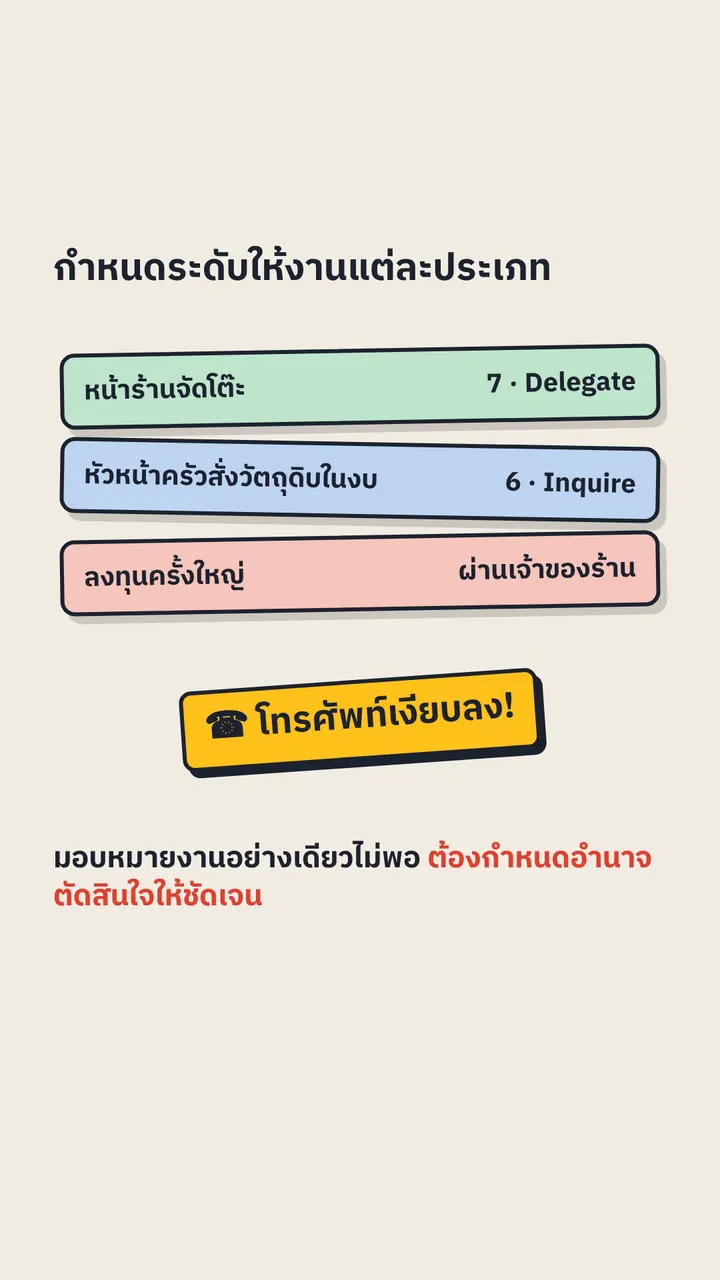 กำหนดระดับให้งานแต่ละประเภท
หน้าร้านจัดโต๊ะ 7 · Delegate
หัวหน้าครัวสั่งวัตถุดิบในงบ 6 · Inquire
ลงทุนครั้งใหญ่ ผ่านเจ้าของร้าน
☎ โทรศัพท์เงียบลง!
มอบหมายงานอย่างเดียวไม่พอ ต้องกำหนดอำนาจ
ตัดสินใจให้ชัดเจน